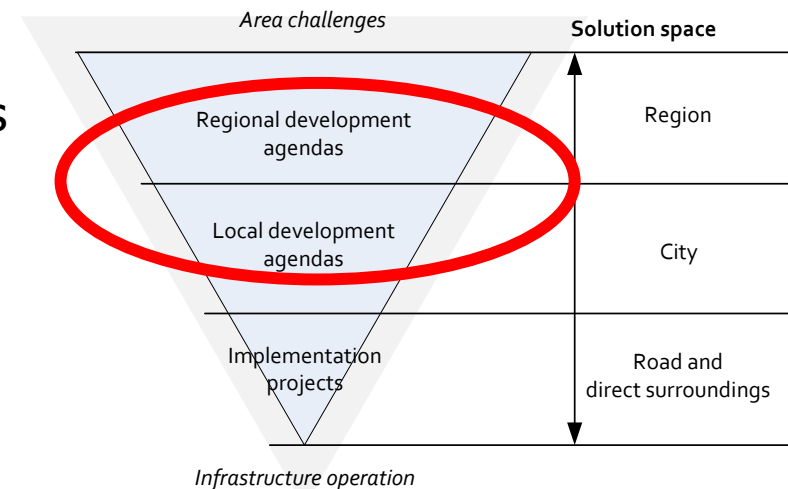 Area challenges
Solution space
s
Regional development
agendas
Region
Local development
agendas
City
Implementation
projects
Road and
direct surroundings
Infrastructure operation